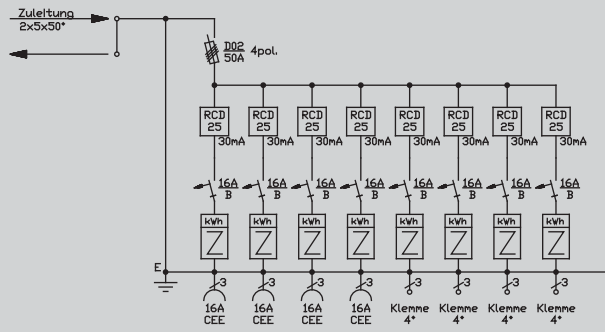 Zuleitung
2x5x50°
D02
50A 4pol.
RCD RCD RCD RCD RCD RCD RCD RCD
25 25 25 25 25 25 25 25
30mA 30mA 30mA 30mA 30mA 30mA 30mA 30mA
16A 16A 16A 16A 16A 16A 16A 16A
B B B B B B B B
kWh kWh kWh kWh kWh kWh kWh kWh
Z Z Z Z Z Z Z Z
E
3 3 3 3 3 3 3 3
16A 16A 16A 16A Klemme Klemme Klemme Klemme
CEE CEE CEE CEE 4° 4° 4° 4°